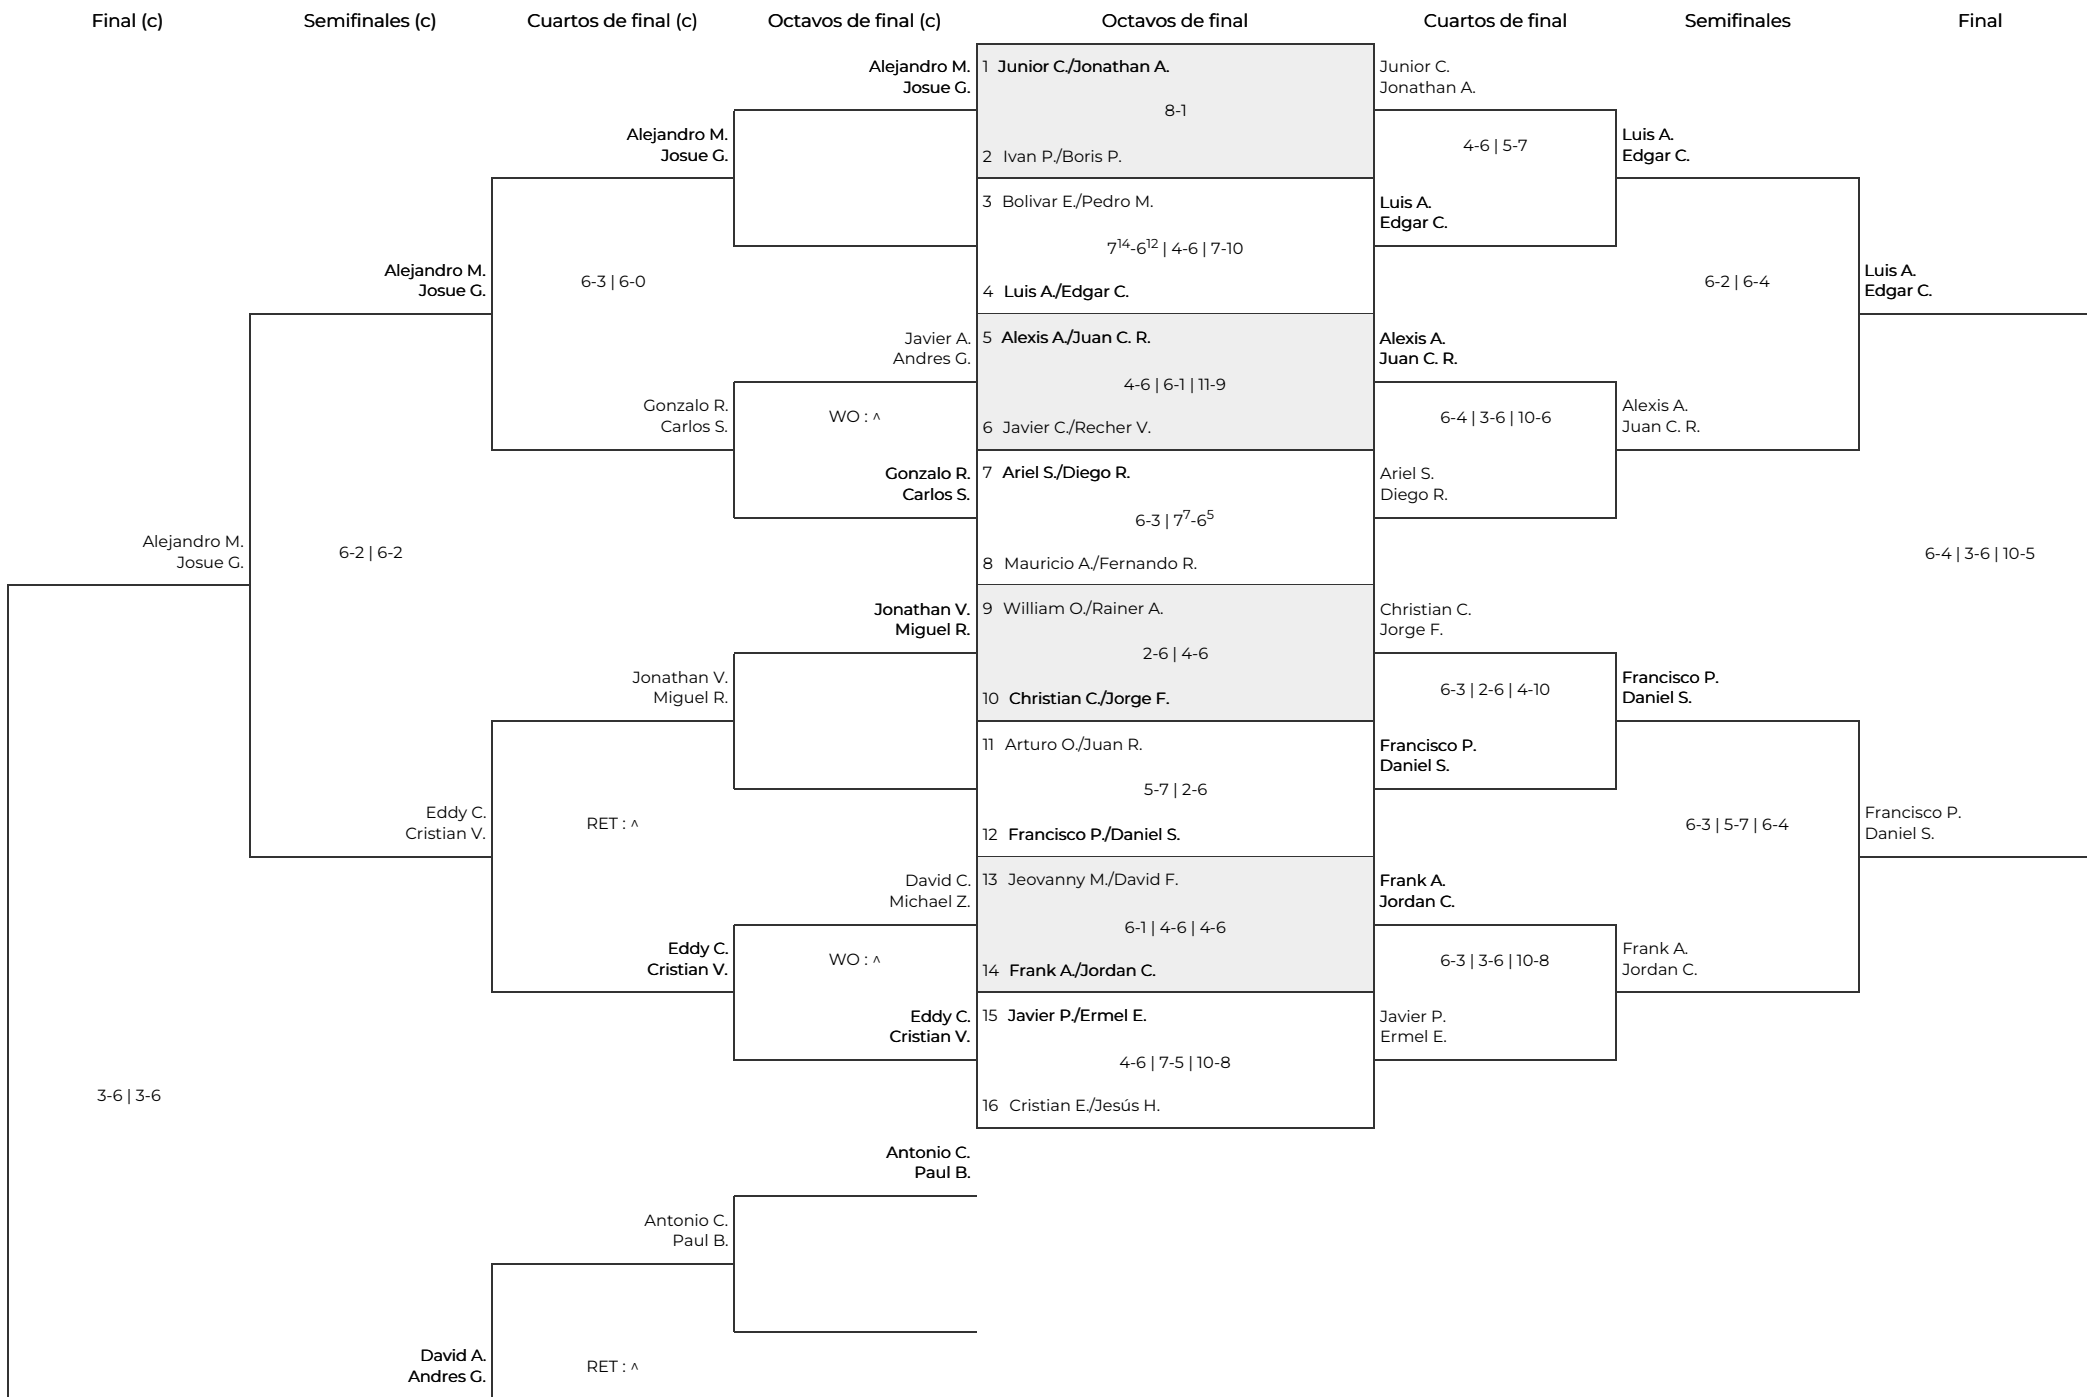 Final (c)
Semifinales (c)
Cuartos de final (c)
Octavos de final (c)
Octavos de final
Cuartos de final
Semifinales
Final
Alejandro M.
Josue G.
6-2 | 6-2
3-6 | 3-6
Alejandro M.
Josue G.
6-3 | 6-0
Eddy C.
Cristian V.
RET : ^
David A.
Andres G.
RET : ^
Alejandro M.
Josue G.
Gonzalo R.
Carlos S.
WO : ^
Jonathan V.
Miguel R.
Eddy C.
Cristian V.
WO : ^
Antonio C.
Paul B.
Alejandro M.
Josue G.
Javier A.
Andres G.
Gonzalo R.
Carlos S.
Jonathan V.
Miguel R.
David C.
Michael Z.
Eddy C.
Cristian V.
Antonio C.
Paul B.
1 Junior C./Jonathan A.
8-1
2 Ivan P./Boris P.
3 Bolivar E./Pedro M.
7¹⁴-6¹² | 4-6 | 7-10
4 Luis A./Edgar C.
5 Alexis A./Juan C. R.
4-6 | 6-1 | 11-9
6 Javier C./Recher V.
7 Ariel S./Diego R.
6-3 | 7⁷-6⁵
8 Mauricio A./Fernando R.
9 William O./Rainer A.
2-6 | 4-6
10 Christian C./Jorge F.
11 Arturo O./Juan R.
5-7 | 2-6
12 Francisco P./Daniel S.
13 Jeovanny M./David F.
6-1 | 4-6 | 4-6
14 Frank A./Jordan C.
15 Javier P./Ermel E.
4-6 | 7-5 | 10-8
16 Cristian E./Jesús H.
Junior C.
Jonathan A.
4-6 | 5-7
Luis A.
Edgar C.
Alexis A.
Juan C. R.
6-4 | 3-6 | 10-6
Ariel S.
Diego R.
Christian C.
Jorge F.
6-3 | 2-6 | 4-10
Francisco P.
Daniel S.
Frank A.
Jordan C.
6-3 | 3-6 | 10-8
Javier P.
Ermel E.
Luis A.
Edgar C.
6-2 | 6-4
Alexis A.
Juan C. R.
Francisco P.
Daniel S.
6-3 | 5-7 | 6-4
Frank A.
Jordan C.
Luis A.
Edgar C.
6-4 | 3-6 | 10-5
Francisco P.
Daniel S.